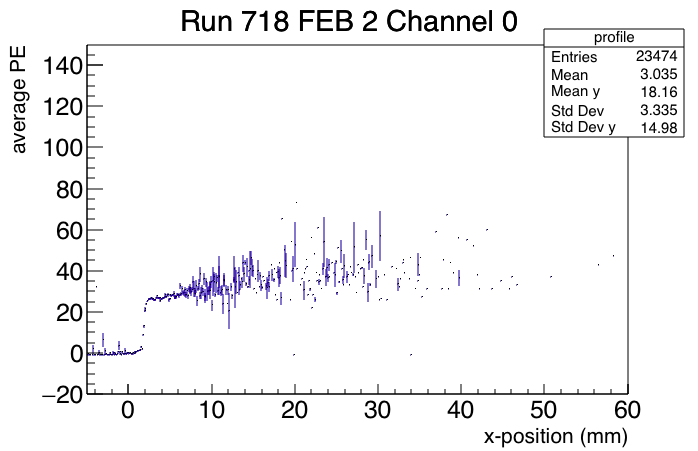 Run 718 FEB 2 Channel 0
profile
Entries 23474
Mean 3.035
Mean y 18.16
Std Dev 3.335
Std Dev y 14.98
average PE
140
120
100
80
60
40
20
0
−20
0 10 20 30 40 50 60
x-position (mm)